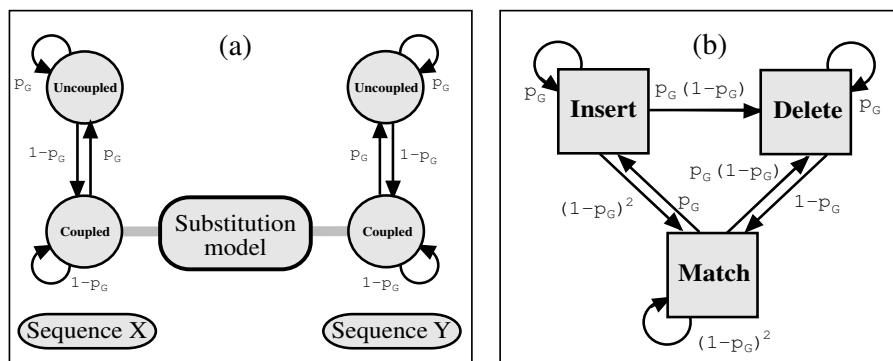 (a)
p_G
Uncoupled
Uncoupled
p_G
1-p_G
p_G
p_G
1-p_G
Coupled
Substitution
model
Coupled
1-p_G
1-p_G
Sequence X
Sequence Y
(b)
p_G
Insert
p_G(1-p_G)
Delete
p_G
(1-p_G)²
p_G
p_G(1-p_G)
1-p_G
Match
(1-p_G)²